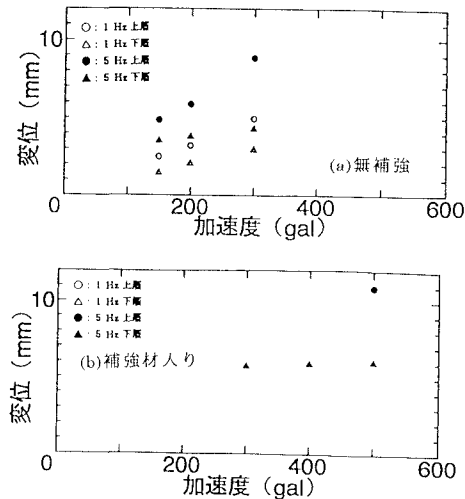 10
○ : 1 Hz 上層
△ : 1 Hz 下層
● : 5 Hz 上層
▲ : 5 Hz 下層
変位 (mm)
(a)無補強
0
0 200 400 600
加速度 (gal)
10
○ : 1 Hz 上層
△ : 1 Hz 下層
● : 5 Hz 上層
▲ : 5 Hz 下層
変位 (mm)
(b)補強材入り
0
0 200 400 600
加速度 (gal)